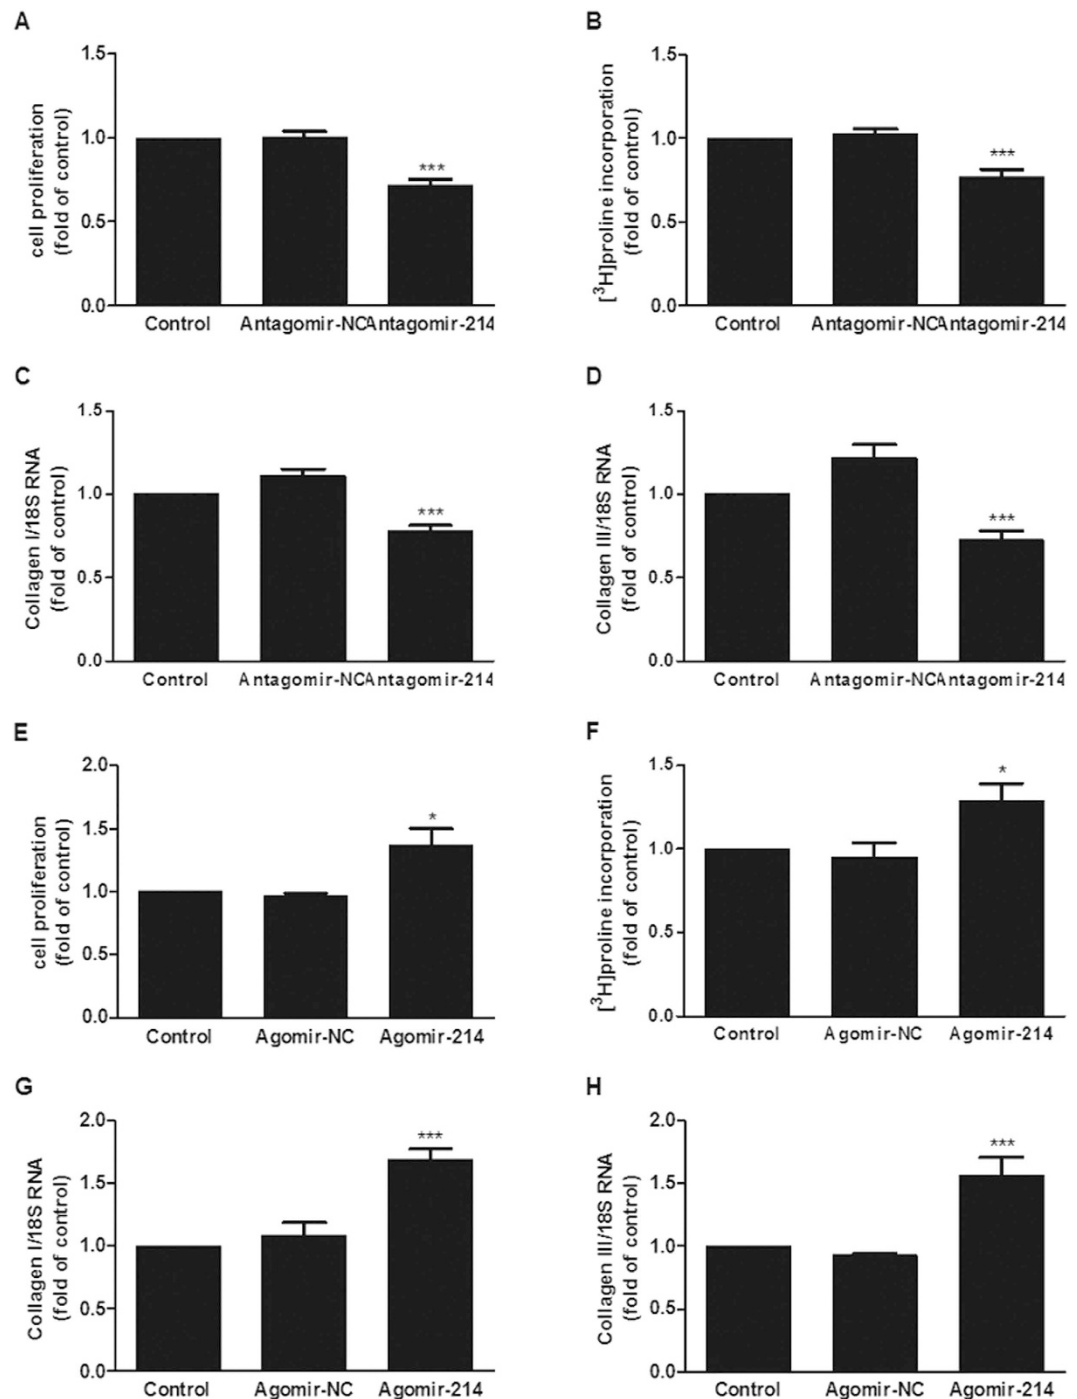 A
cell proliferation
(fold of control)
1.5
1.0
0.5
0.0
***
Control Antagomir-NC Antagomir-214
B
[³H]proline incorporation
(fold of control)
1.5
1.0
0.5
0.0
***
Control Antagomir-NC Antagomir-214
C
Collagen I/18S RNA
(fold of control)
1.5
1.0
0.5
0.0
***
Control Antagomir-NC Antagomir-214
D
Collagen III/18S RNA
(fold of control)
1.5
1.0
0.5
0.0
***
Control Antagomir-NC Antagomir-214
E
cell proliferation
(fold of control)
2.0
1.5
1.0
0.5
0.0
*
Control Agomir-NC Agomir-214
F
[³H]proline incorporation
(fold of control)
1.5
1.0
0.5
0.0
*
Control Agomir-NC Agomir-214
G
Collagen I/18S RNA
(fold of control)
2.0
1.5
1.0
0.5
0.0
***
Control Agomir-NC Agomir-214
H
Collagen III/18S RNA
(fold of control)
2.0
1.5
1.0
0.5
0.0
***
Control Agomir-NC Agomir-214